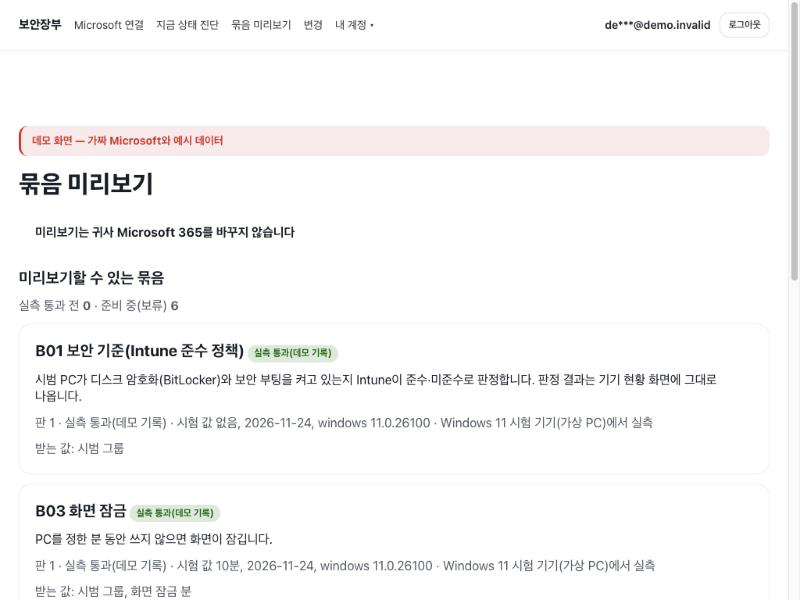 보안장부 Microsoft 연결 지금 상태 진단 묶음 미리보기 변경 내 계정 de***@demo.invalid 로그아웃
데모 화면 — 가짜 Microsoft와 예시 데이터
묶음 미리보기
미리보기는 귀사 Microsoft 365를 바꾸지 않습니다
미리보기할 수 있는 묶음
실측 통과 전 0 · 준비 중(보류) 6
B01 보안 기준(Intune 준수 정책) 실측 통과(데모 기록)
시범 PC가 디스크 암호화(BitLocker)와 보안 부팅을 켜고 있는지 Intune이 준수·미준수로 판정합니다. 판정 결과는 기기 현황 화면에 그대로
나옵니다.
판 1 · 실측 통과(데모 기록) · 시험 값 없음, 2026-11-24, windows 11.0.26100 · Windows 11 시험 기기(가상 PC)에서 실측
받는 값: 시범 그룹
B03 화면 잠금 실측 통과(데모 기록)
PC를 정한 분 동안 쓰지 않으면 화면이 잠깁니다.
판 1 · 실측 통과(데모 기록) · 시험 값 10분, 2026-11-24, windows 11.0.26100 · Windows 11 시험 기기(가상 PC)에서 실측
받는 값: 시범 그룹, 화면 잠금 분